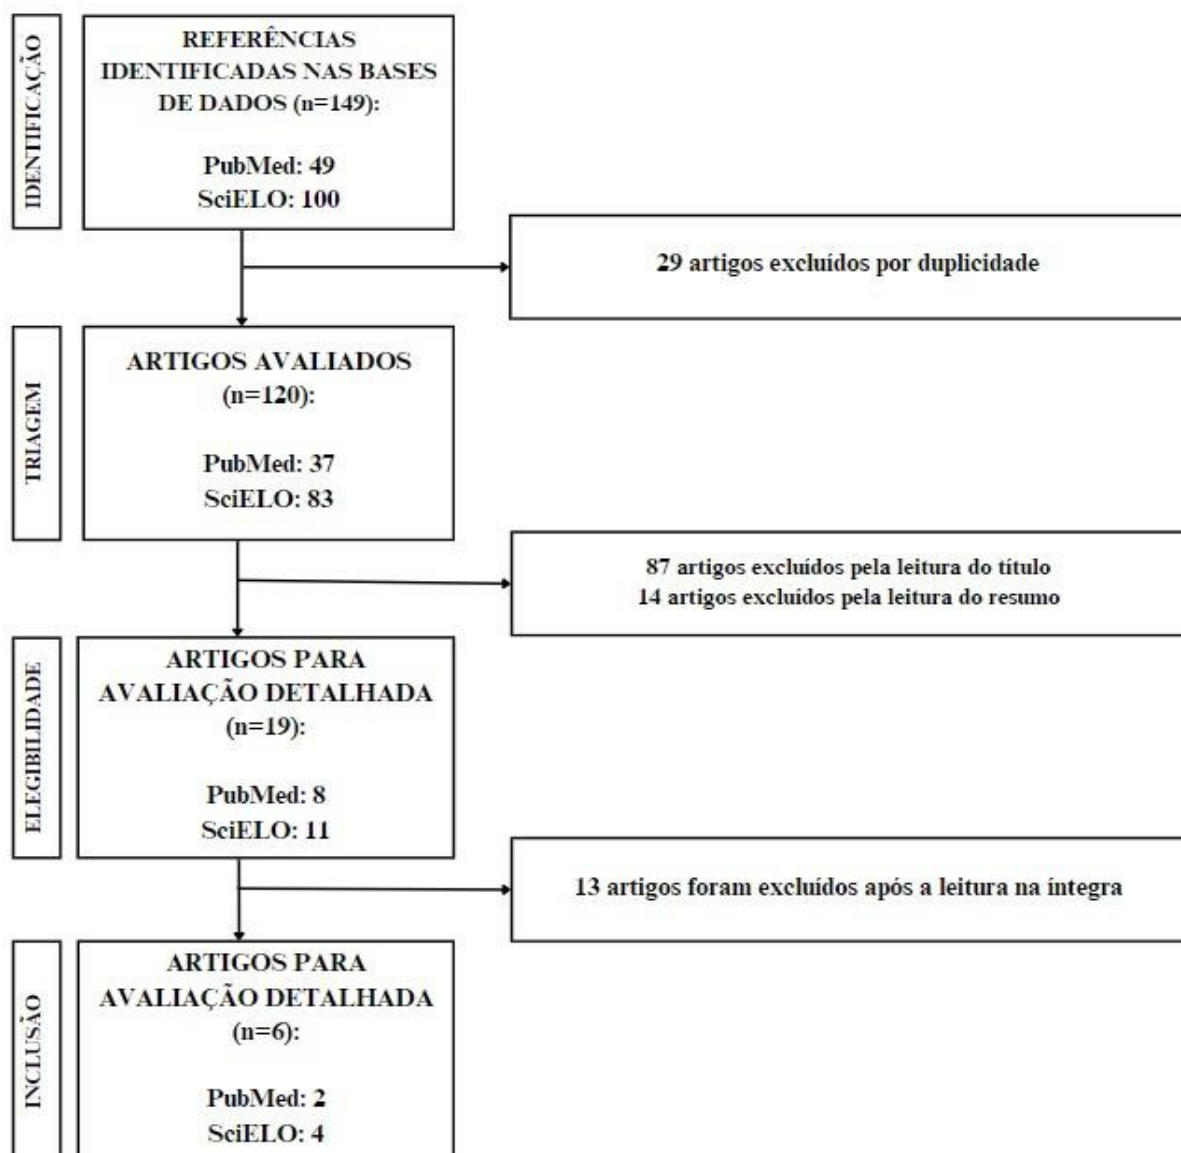 IDENTIFICAÇÃO
REFERÊNCIAS
IDENTIFICADAS NAS BASES
DE DADOS (n=149):
PubMed: 49
SciELO: 100
29 artigos excluídos por duplicidade
TRIAGEM
ARTIGOS AVALIADOS
(n=120):
PubMed: 37
SciELO: 83
87 artigos excluídos pela leitura do título
14 artigos excluídos pela leitura do resumo
ELEGIBILIDADE
ARTIGOS PARA
AVALIAÇÃO DETALHADA
(n=19):
PubMed: 8
SciELO: 11
13 artigos foram excluídos após a leitura na íntegra
INCLUSÃO
ARTIGOS PARA
AVALIAÇÃO DETALHADA
(n=6):
PubMed: 2
SciELO: 4